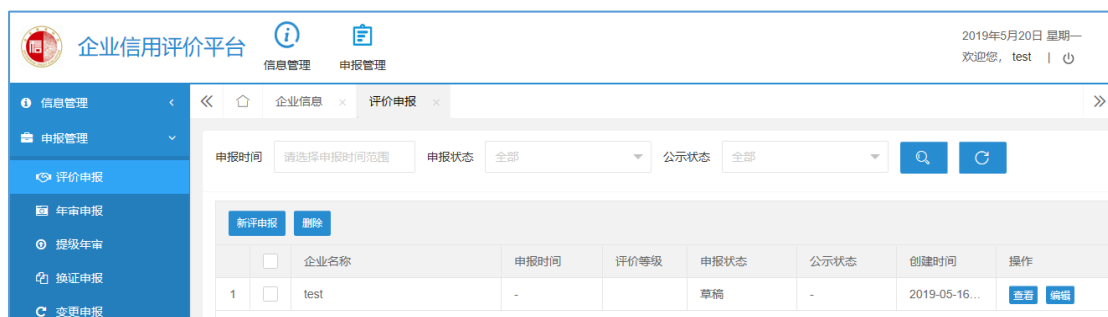 信
企业信用评价平台
信息管理
申报管理
2019年5月20日 星期一
欢迎您, test |
信息管理
企业信息 ×
评价申报 ×
申报管理
申报时间 请选择申报时间范围 申报状态 全部 公示状态 全部
评价申报
年审申报
新评申报 删除
提级年审
企业名称 申报时间 评价等级 申报状态 公示状态 创建时间 操作
换证申报
1 test - 草稿 - 2019-05-16... 查看 编辑
变更申报